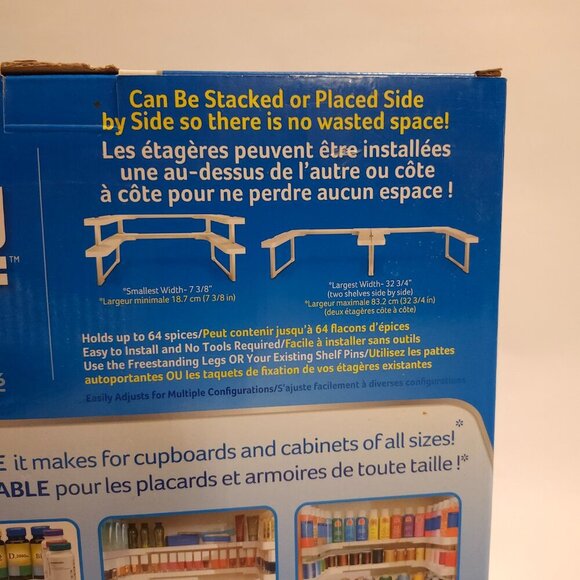 Can Be Stacked or Placed Side
by Side so there is no wasted space!
Les étagères peuvent être installées
une au-dessus de l'autre ou côte
à côte pour ne perdre aucun espace !
TM
*Smallest Width- 7 3/8"
*Largeur minimale 18.7 cm (7 3/8 in)
*Largest Width- 32 3/4"
(two shelves side by side)
*Largeur maximale 83.2 cm (32 3/4 in)
(deux étagères côte à côte)
Holds up to 64 spices/Peut contenir jusqu'à 64 flacons d'épices
Easy to Install and No Tools Required/Facile à installer sans outils
Use the Freestanding Legs OR Your Existing Shelf Pins/Utilisez les pattes
autoportantes OU les taquets de fixation de vos étagères existantes
Easily Adjusts for Multiple Configurations/S'ajuste facilement à diverses configurations
it makes for cupboards and cabinets of all sizes!*
ABLE pour les placards et armoires de toute taille !*